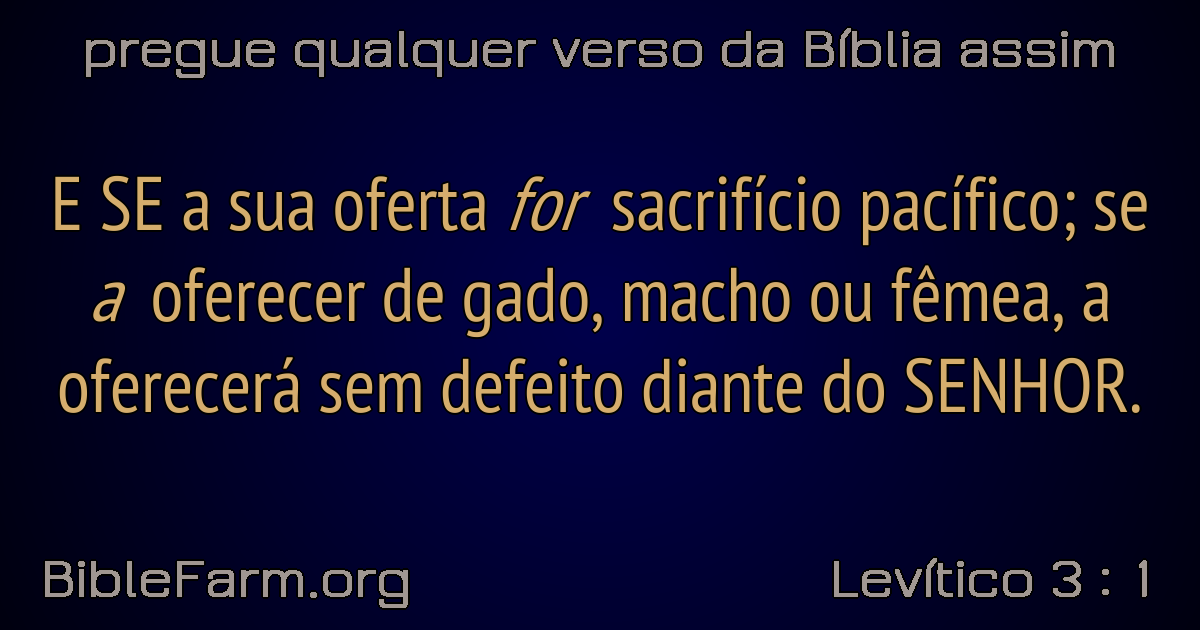 pregue qualquer verso da Bíblia assim
E SE a sua oferta for sacrifício pacífico; se
a oferecer de gado, macho ou fêmea, a
oferecerá sem defeito diante do SENHOR.
BibleFarm.org
Levítico 3 : 1